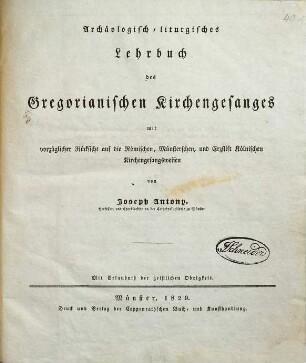 Archäologisch-liturgisches
Lehrbuch
des
Gregorianischen Kirchengesanges
mit
vorzüglicher Rücksicht auf die Römischen, Münsterschen, und Erzstift Kölnischen
Kirchengesangsweisen
von
Joseph Antony,
Schneider
Mit Erlaubniß der geistlichen Obrigkeit.
Münster, 1829.
Druck und Verlag der Coppenrathschen Buch- und Kunsthandlung.